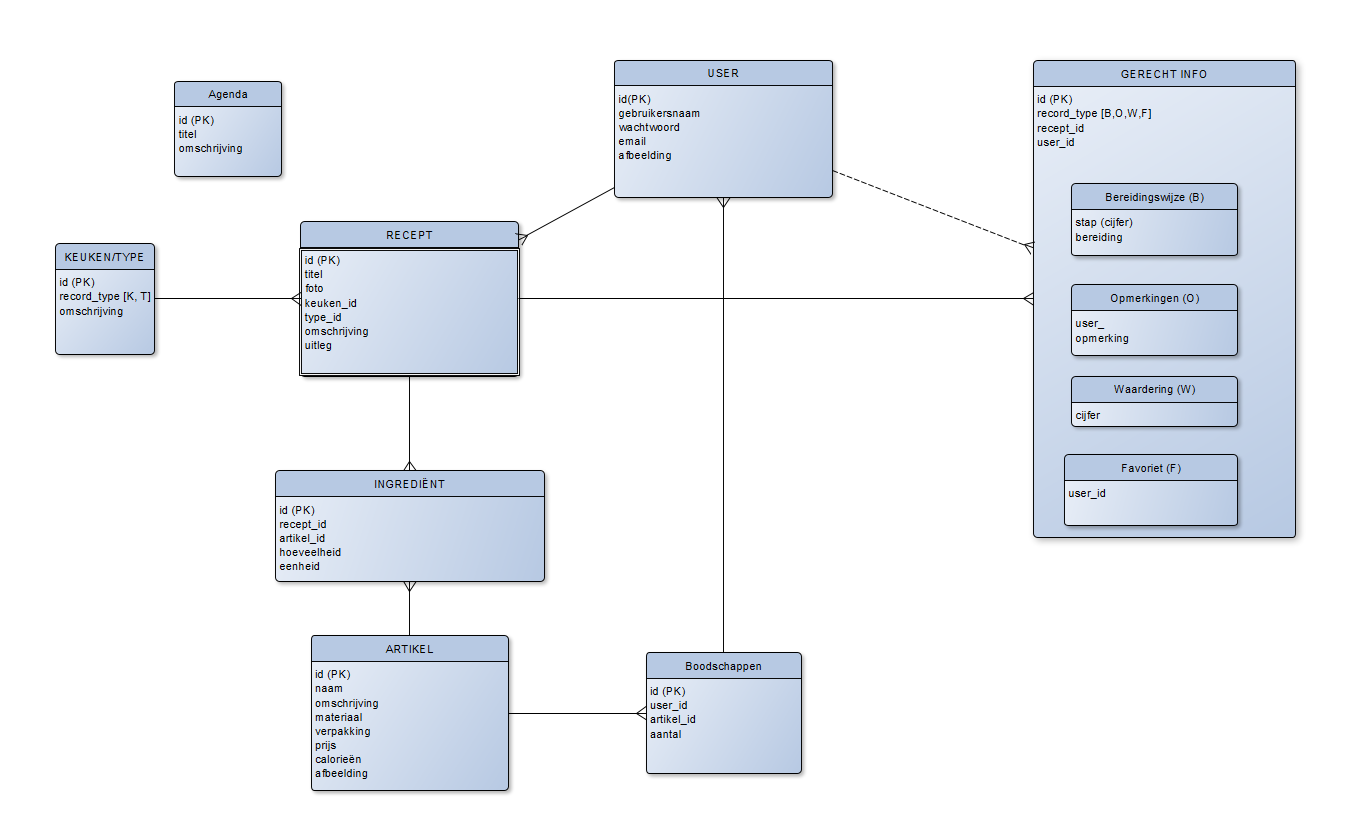 Agenda
id (PK)
titel
omschrijving
USER
id(PK)
gebruikersnaam
wachtwoord
email
afbeelding
GERECHT INFO
id (PK)
record_type [B,O,W,F]
recept_id
user_id
Bereidingswijze (B)
stap (cijfer)
bereiding
Opmerkingen (O)
user_
opmerking
Waardering (W)
cijfer
Favoriet (F)
user_id
KEUKEN/TYPE
id (PK)
record_type [K, T]
omschrijving
RECEPT
id (PK)
titel
foto
keuken_id
type_id
omschrijving
uitleg
INGREDIËNT
id (PK)
recept_id
artikel_id
hoeveelheid
eenheid
ARTIKEL
id (PK)
naam
omschrijving
materiaal
verpakking
prijs
calorieën
afbeelding
Boodschappen
id (PK)
user_id
artikel_id
aantal